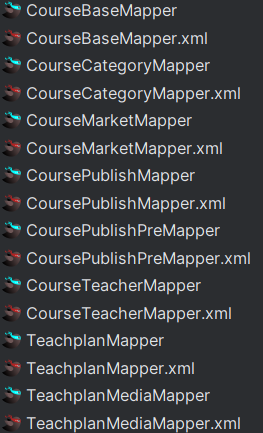 CourseBaseMapper
CourseBaseMapper.xml
CourseCategoryMapper
CourseCategoryMapper.xml
CourseMarketMapper
CourseMarketMapper.xml
CoursePublishMapper
CoursePublishMapper.xml
CoursePublishPreMapper
CoursePublishPreMapper.xml
CourseTeacherMapper
CourseTeacherMapper.xml
TeachplanMapper
TeachplanMapper.xml
TeachplanMediaMapper
TeachplanMediaMapper.xml